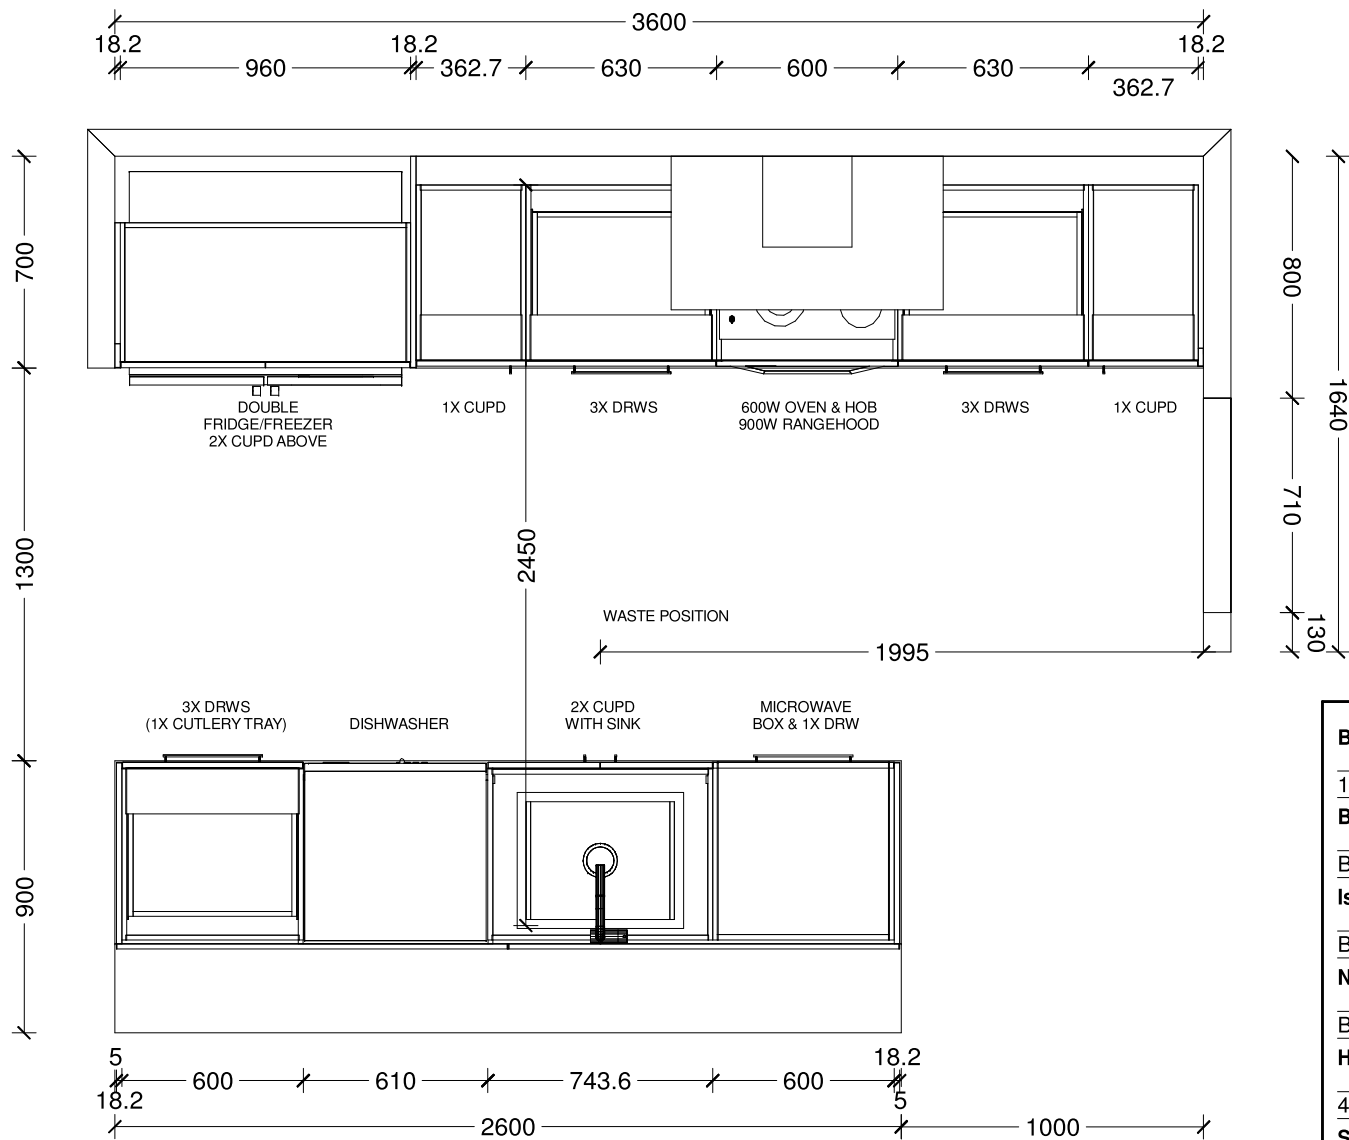 3600
18.2
18.2
18.2
960
362.7
630
600
630
362.7
700
800
1640
DOUBLE
FRIDGE/FREEZER
2X CUPD ABOVE
1X CUPD
3X DRWS
600W OVEN & HOB
900W RANGEHOOD
3X DRWS
1X CUPD
1300
2450
710
WASTE POSITION
130
1995
3X DRWS
(1X CUTLERY TRAY)
DISHWASHER
2X CUPD
WITH SINK
MICROWAVE
BOX & 1X DRW
900
5
18.2
600
610
743.6
600
18.2
5
2600
1000